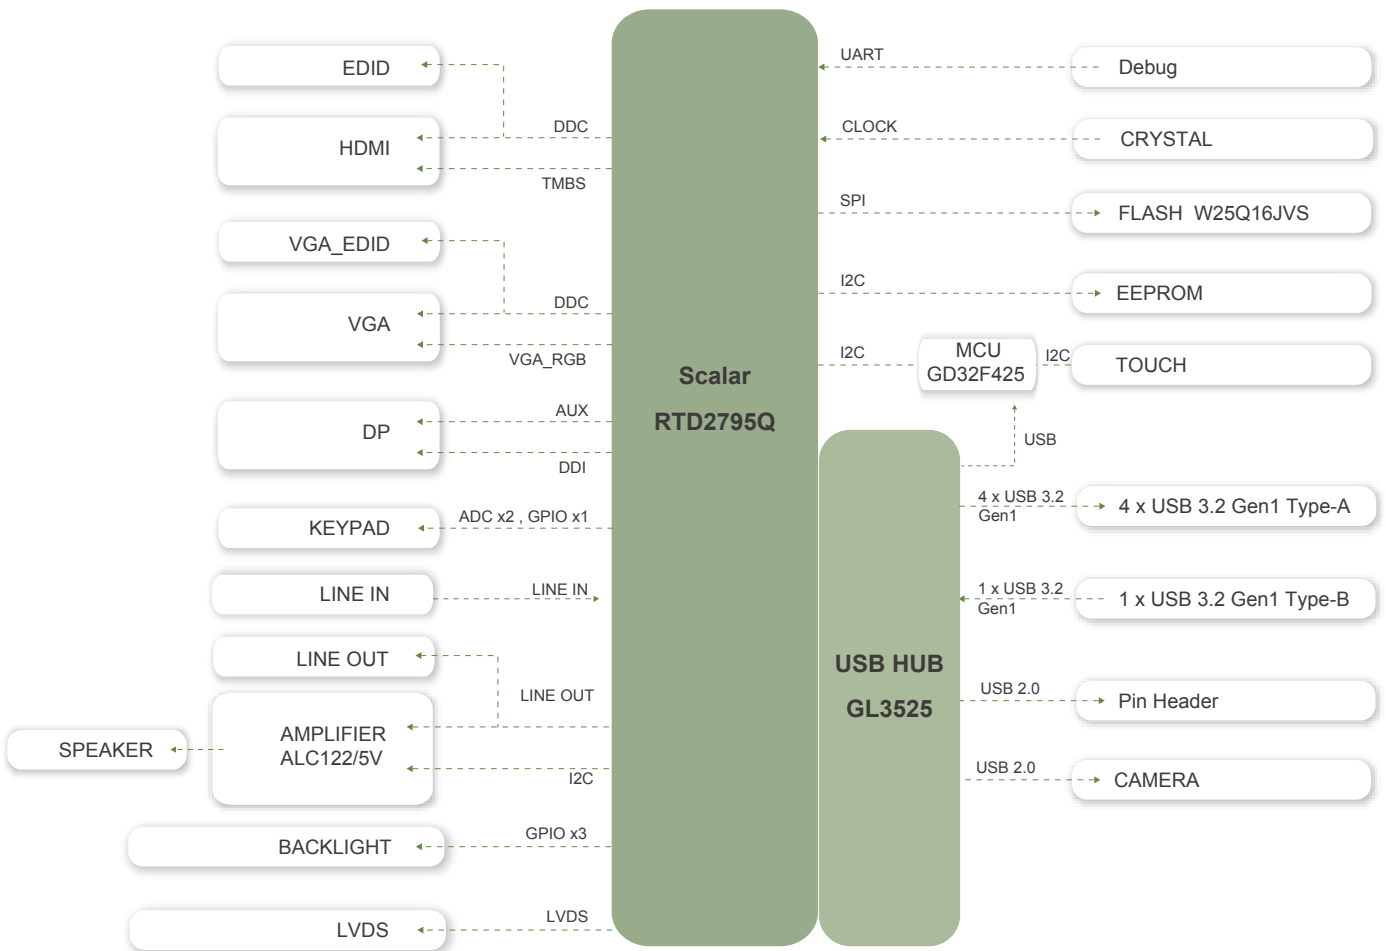 EDID
HDMI
DDC
TMBS
VGA_EDID
VGA
DDC
VGA_RGB
DP
AUX
DDI
KEYPAD
ADC x2 , GPIO x1
LINE IN
LINE IN
LINE OUT
LINE OUT
AMPLIFIER
ALC122/5V
I2C
SPEAKER
BACKLIGHT
GPIO x3
LVDS
LVDS
Scalar
RTD2795Q
USB HUB
GL3525
UART
Debug
CLOCK
CRYSTAL
SPI
FLASH  W25Q16JVS
I2C
EEPROM
I2C
MCU
GD32F425
I2C
TOUCH
USB
4 x USB 3.2
Gen1
4 x USB 3.2 Gen1 Type-A
1 x USB 3.2
Gen1
1 x USB 3.2 Gen1 Type-B
USB 2.0
Pin Header
USB 2.0
CAMERA